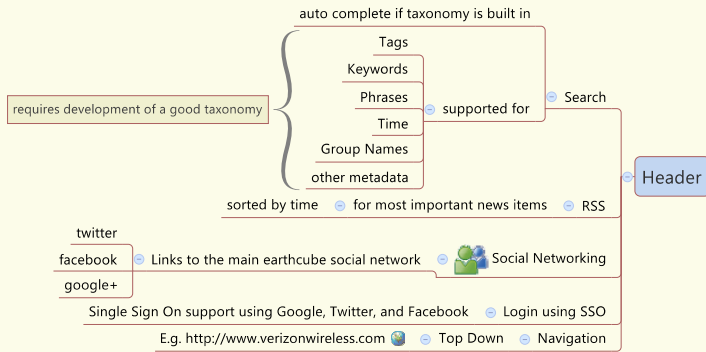 auto complete if taxonomy is built in
Tags
Keywords
Phrases
Time
Group Names
other metadata
requires development of a good taxonomy
supported for
Search
Header
sorted by time
for most important news items
RSS
twitter
facebook
google+
Links to the main earthcube social network
Social Networking
Single Sign On support using Google, Twitter, and Facebook
Login using SSO
E.g. http://www.verizonwireless.com
Top Down
Navigation